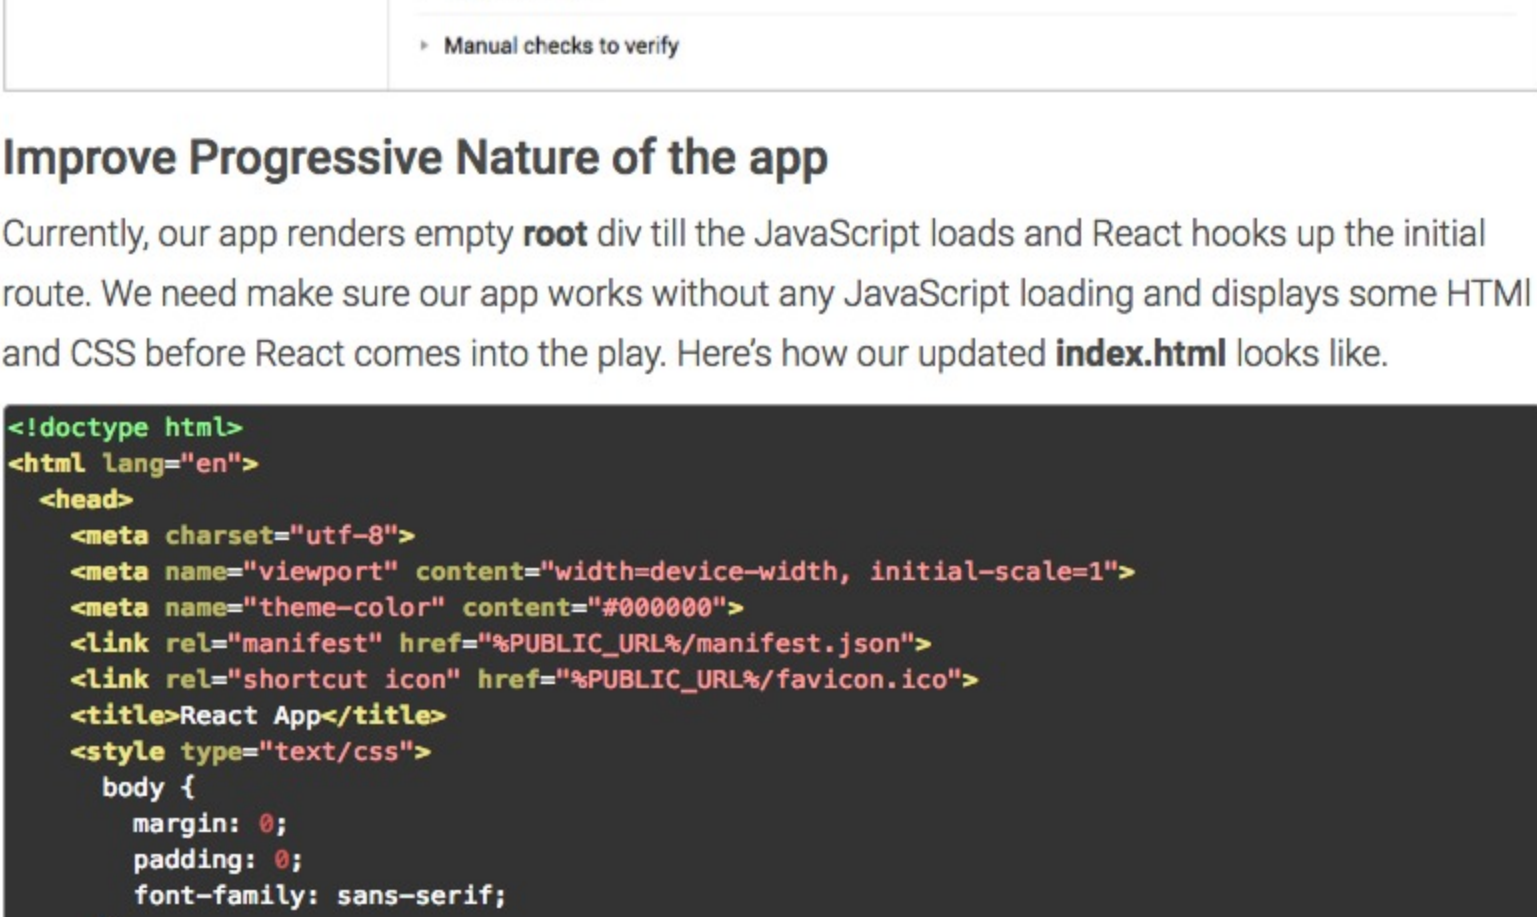 Manual checks to verify
Improve Progressive Nature of the app
Currently, our app renders empty root div till the JavaScript loads and React hooks up the initial
route. We need make sure our app works without any JavaScript loading and displays some HTMl
and CSS before React comes into the play. Here’s how our updated index.html looks like.
<!doctype html>
<html lang="en">
<head>
<meta charset="utf-8">
<meta name="viewport" content="width=device-width, initial-scale=1">
<meta name="theme-color" content="#000000">
<link rel="manifest" href="%PUBLIC_URL%/manifest.json">
<link rel="shortcut icon" href="%PUBLIC_URL%/favicon.ico">
<title>React App</title>
<style type="text/css">
body {
margin: 0;
padding: 0;
font-family: sans-serif;